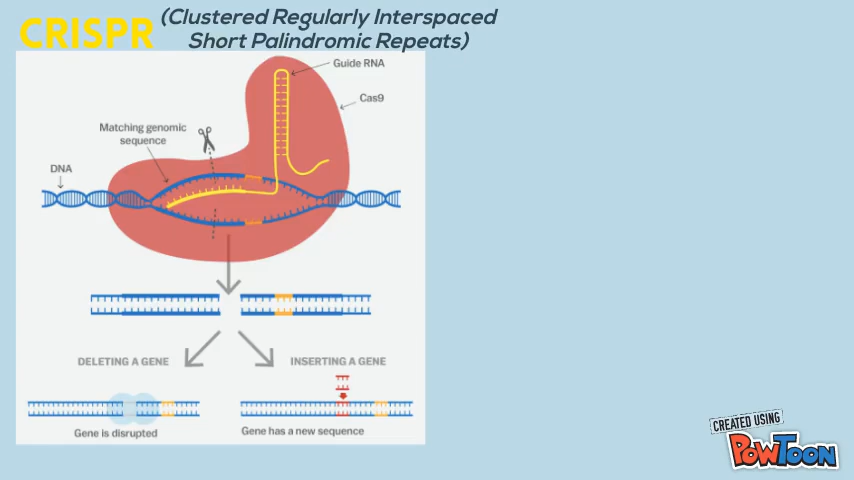 CRISPR
(Clustered Regularly Interspaced
Short Palindromic Repeats)
Guide RNA
Cas9
Matching genomic
sequence
DNA
DELETING A GENE
INSERTING A GENE
Gene is disrupted
Gene has a new sequence
CREATED USING
POWTOON